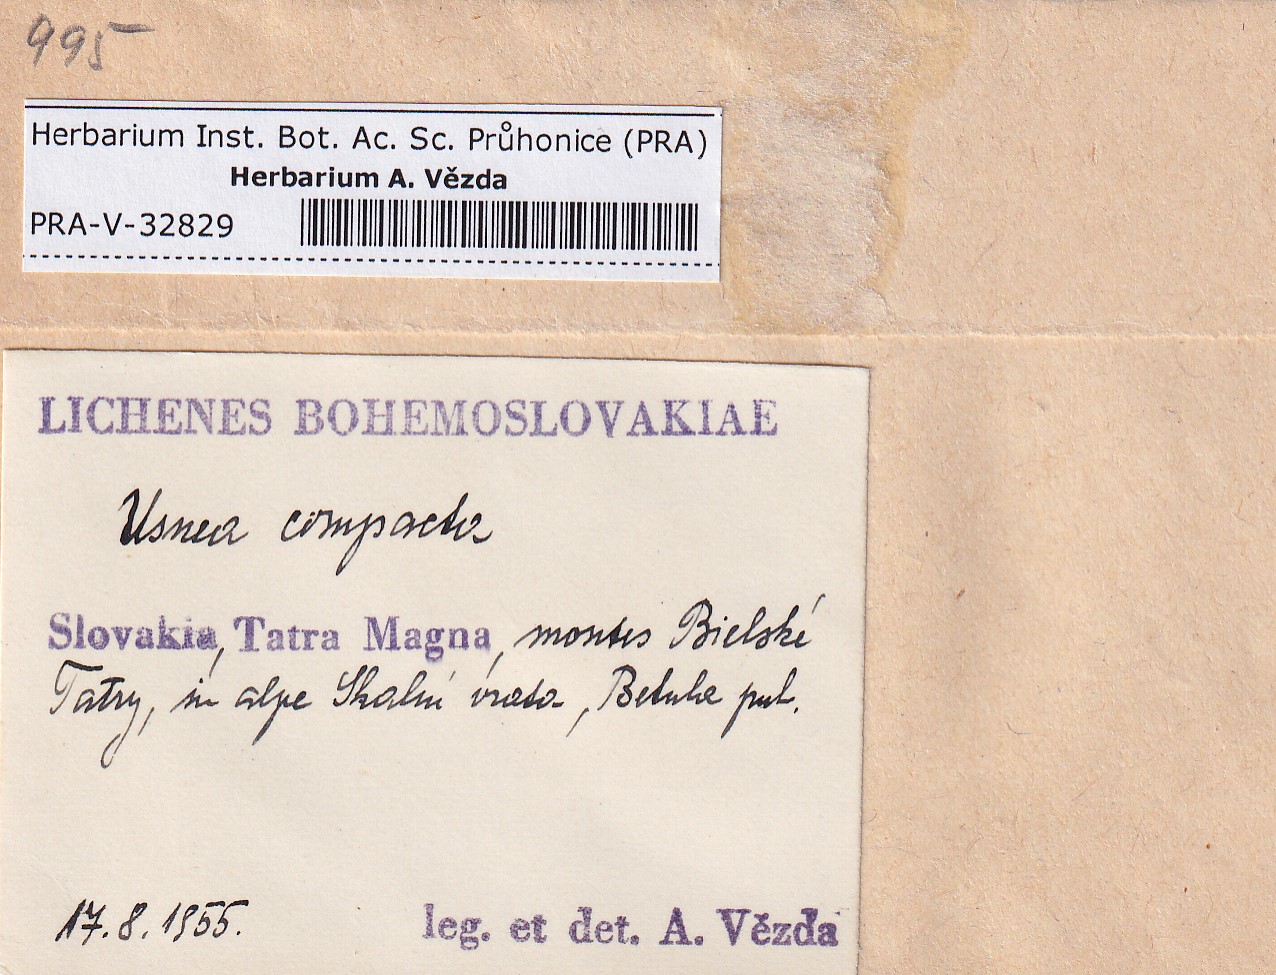 995
Herbarium Inst. Bot. Ac. Sc. Průhonice (PRA)
Herbarium A. Vězda
PRA-V-32829
LICHENES BOHEMOSLOVAKIAE
Usnea compacta
Slovakia, Tatra Magna, montes Bielské
Tatry, in alpe Skalní vrata, Betula pub.
17.8.1955.
leg. et det. A. Vězda